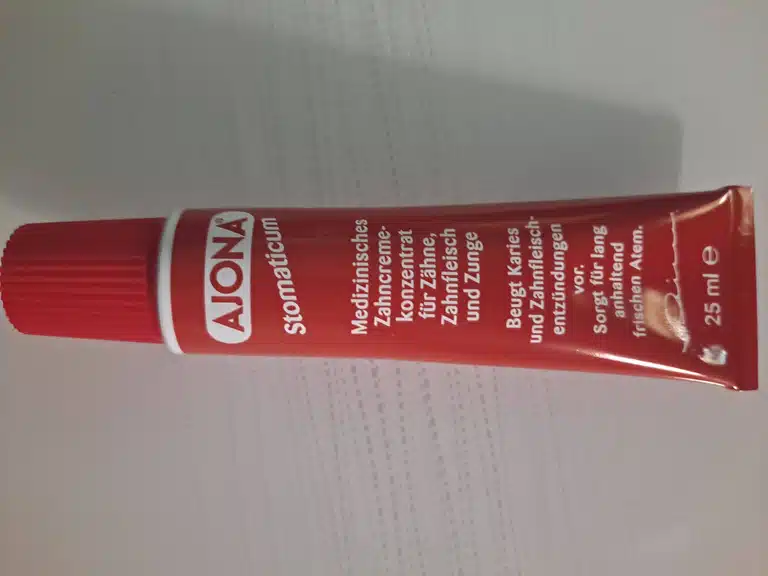 AJONA®
Stomaticum
Medizinisches
Zahncreme-
konzentrat
für Zähne,
Zahnfleisch
und Zunge
Beugt Karies
und Zahnfleisch-
entzündungen
vor.
Sorgt für lang
anhaltend
frischen Atem.
25 ml ℮